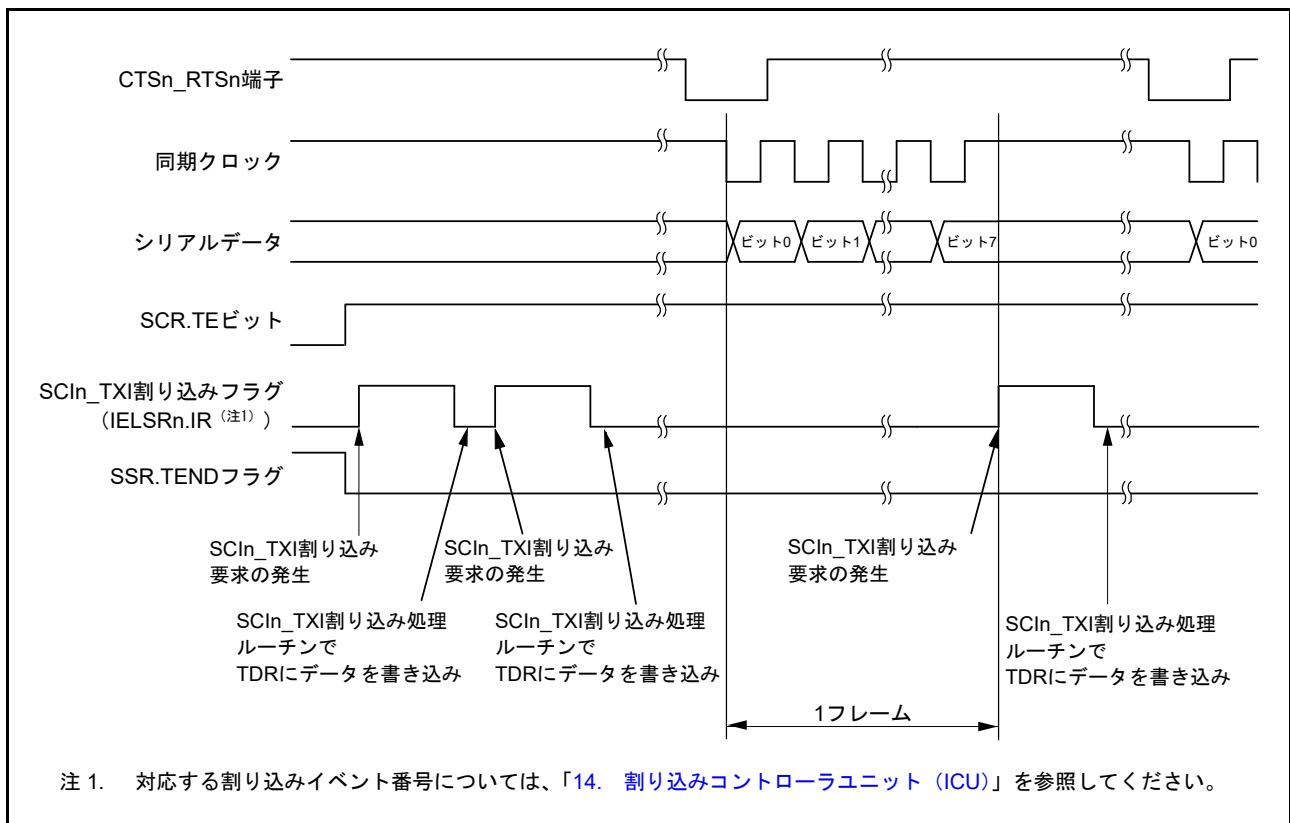 CTSn_RTSn端子
同期クロック
シリアルデータ
ビット0
ビット1
ビット7
ビット0
SCR.TEビット
SCIn_TXI割り込みフラグ
（IELSRn.IR（注1））
SSR.TENDフラグ
SCIn_TXI割り込み
要求の発生
SCIn_TXI割り込み
要求の発生
SCIn_TXI割り込み
要求の発生
SCIn_TXI割り込み処理
ルーチンで
TDRにデータを書き込み
SCIn_TXI割り込み処理
ルーチンで
TDRにデータを書き込み
SCIn_TXI割り込み処理
ルーチンで
TDRにデータを書き込み
1フレーム
注 1. 対応する割り込みイベント番号については、「14. 割り込みコントローラユニット（ICU）」を参照してください。